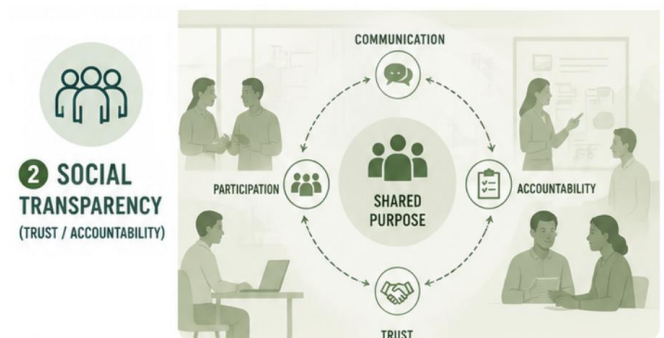 2 SOCIAL
TRANSPARENCY
(TRUST / ACCOUNTABILITY)
COMMUNICATION
PARTICIPATION
SHARED
PURPOSE
ACCOUNTABILITY
TRUST